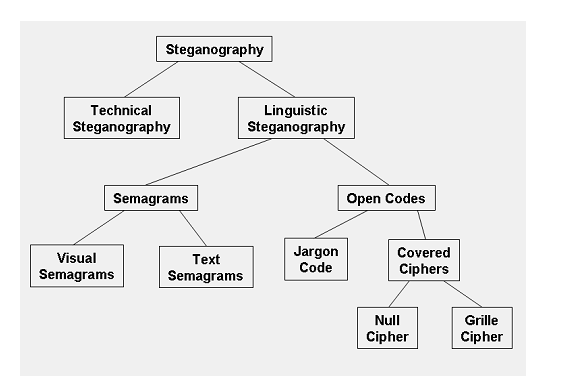 Steganography
Technical
Steganography
Linguistic
Steganography
Semagrams
Open Codes
Visual
Semagrams
Text
Semagrams
Jargon
Code
Covered
Ciphers
Null
Cipher
Grille
Cipher